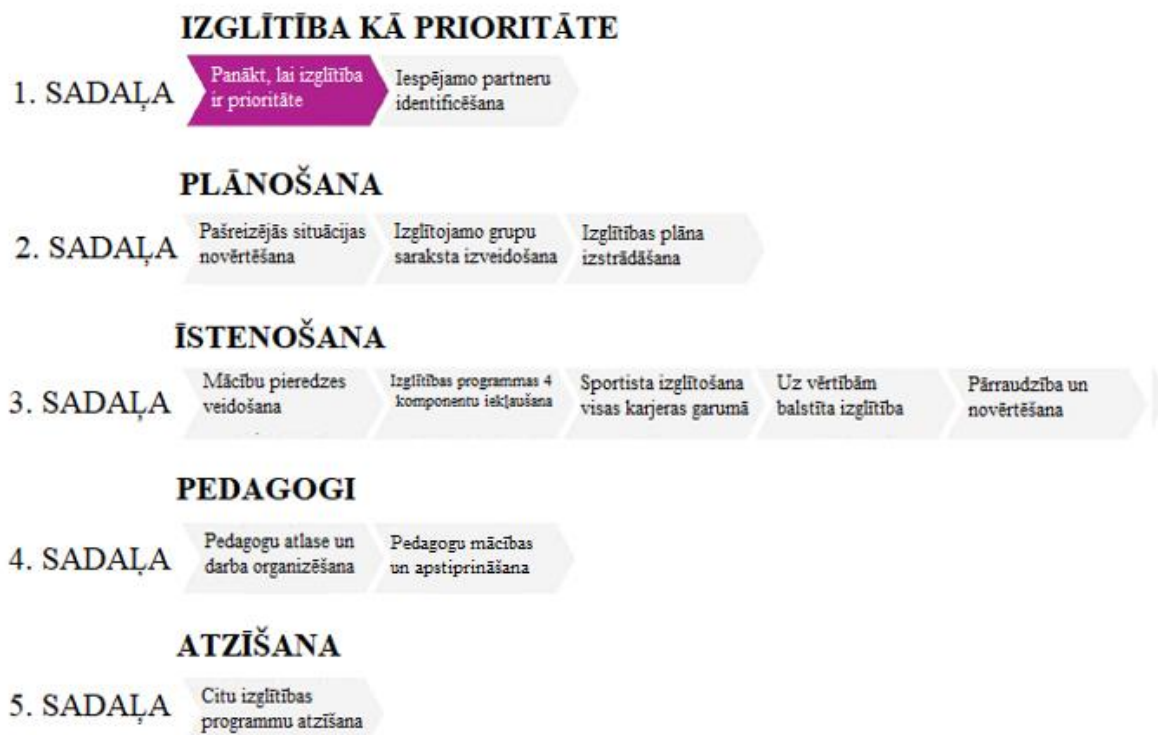 IZGLĪTĪBA KĀ PRIORITĀTE
1. SADAĻA
Panākt, lai izglītība
ir prioritāte
Iespējamo partneru
identificēšana
PLĀNOŠANA
2. SADAĻA
Pašreizējās situācijas
novērtēšana
Izglītojamo grupu
saraksta izveidošana
Izglītības plāna
izstrādāšana
ĪSTENOŠANA
3. SADAĻA
Mācību pieredzes
veidošana
Izglītības programmas 4
komponentu iekļaušana
Sportista izglītošana
visas karjeras garumā
Uz vērtībām
balstīta izglītība
Pārraudzība un
novērtēšana
PEDAGOGI
4. SADAĻA
Pedagogu atlase un
darba organizēšana
Pedagogu mācības
un apstiprināšana
ATZĪŠANA
5. SADAĻA
Citu izglītības
programmu atzīšana